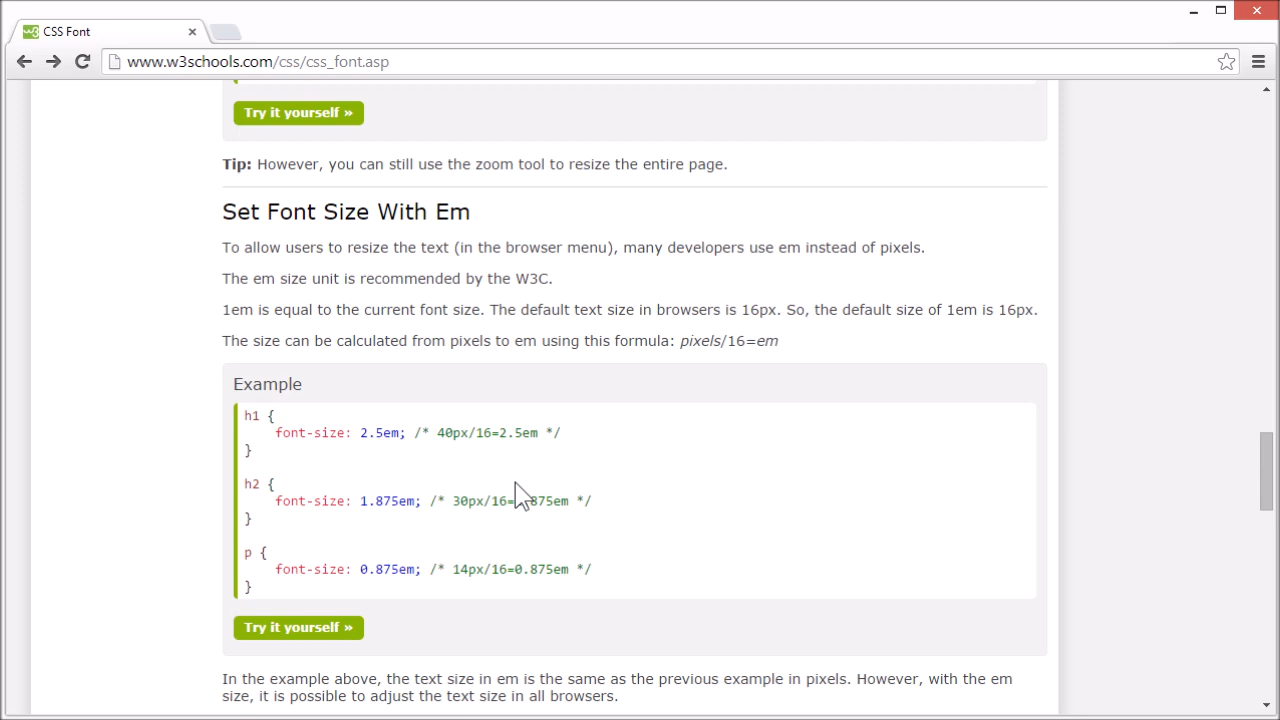 CSS Font
www.w3schools.com/css/css_font.asp
Try it yourself »
Tip: However, you can still use the zoom tool to resize the entire page.
Set Font Size With Em
To allow users to resize the text (in the browser menu), many developers use em instead of pixels.
The em size unit is recommended by the W3C.
1em is equal to the current font size. The default text size in browsers is 16px. So, the default size of 1em is 16px.
The size can be calculated from pixels to em using this formula: pixels/16=em
Example
h1 {
font-size: 2.5em; /* 40px/16=2.5em */
}
h2 {
font-size: 1.875em; /* 30px/16=1.875em */
}
p {
font-size: 0.875em; /* 14px/16=0.875em */
}
Try it yourself »
In the example above, the text size in em is the same as the previous example in pixels. However, with the em
size, it is possible to adjust the text size in all browsers.